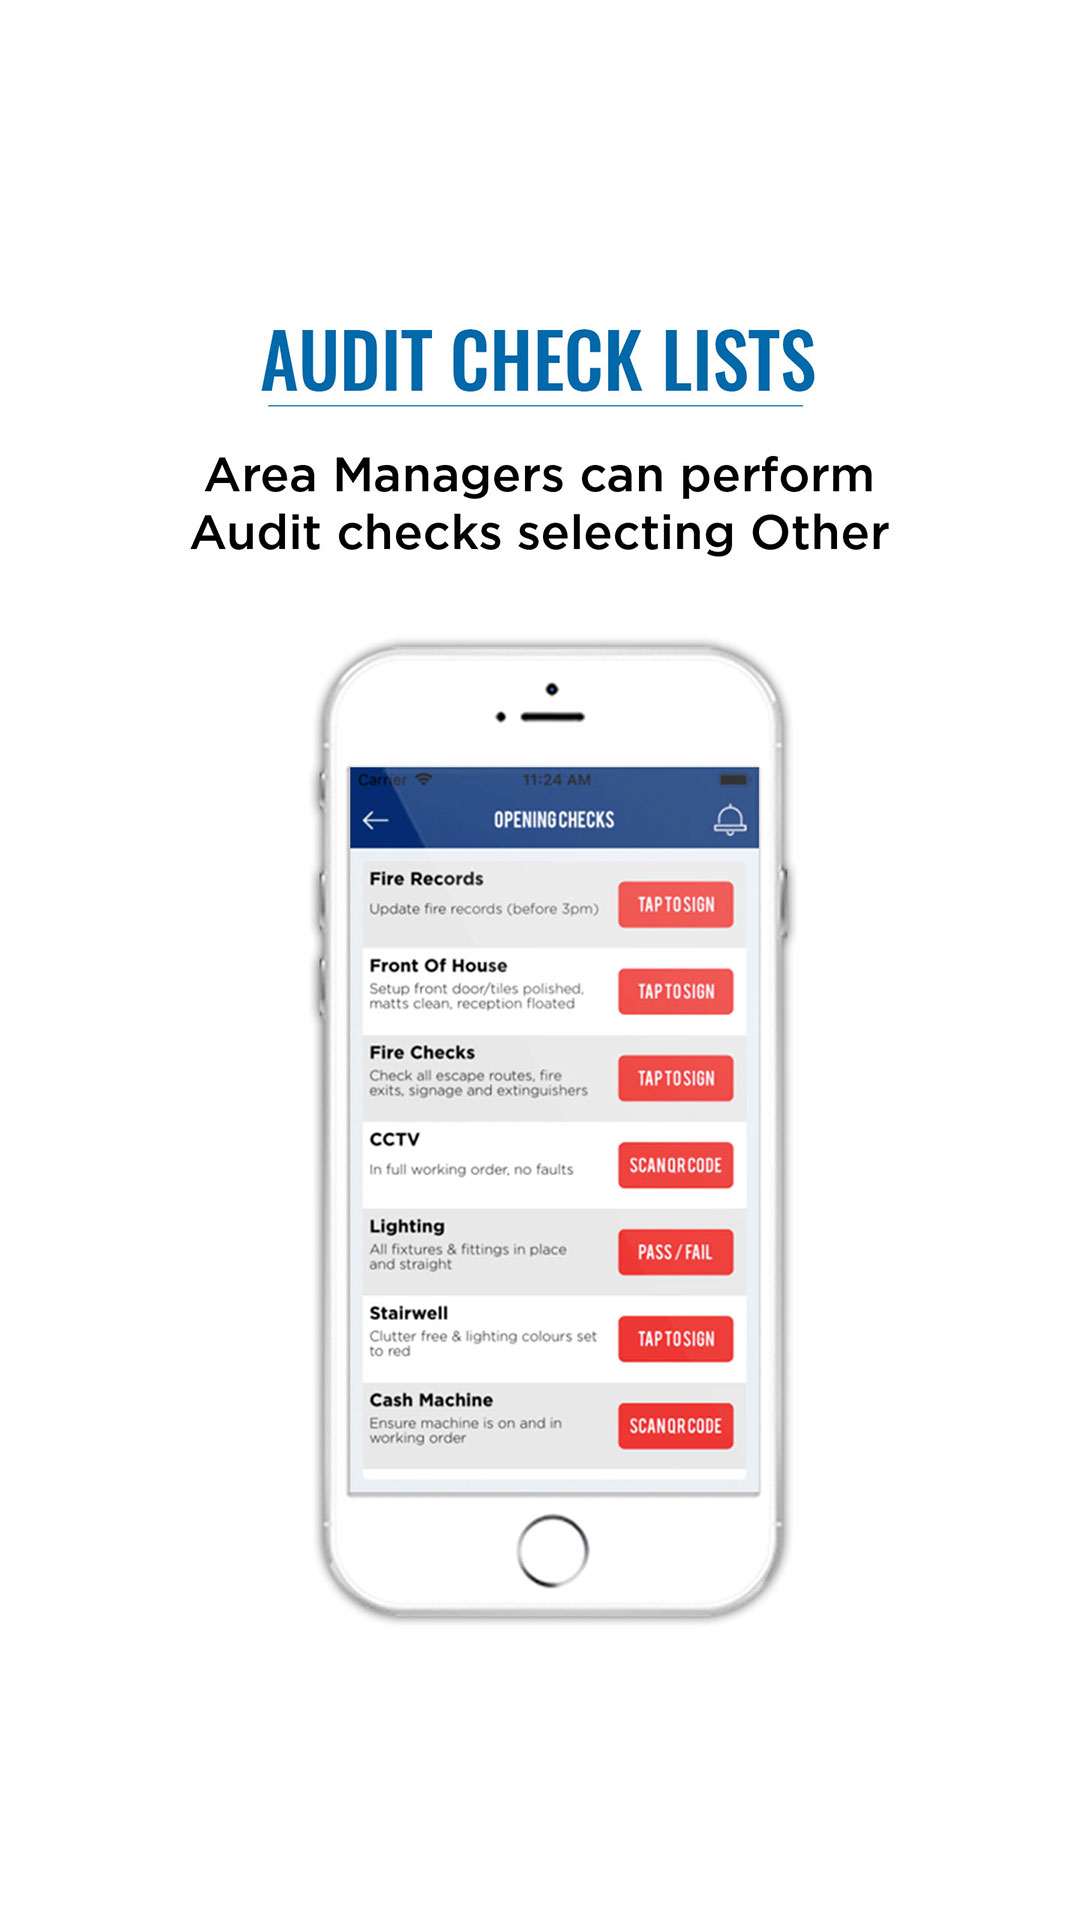 AUDIT CHECK LISTS
Area Managers can perform
Audit checks selecting Other
Carrier 11:24 AM
OPENING CHECKS
Fire Records
Update fire records (before 3pm)
TAP TO SIGN
Front Of House
Setup front door/tiles polished,
matts clean, reception floated
TAP TO SIGN
Fire Checks
Check all escape routes, fire
exits, signage and extinguishers
TAP TO SIGN
CCTV
In full working order, no faults
SCAN QR CODE
Lighting
All fixtures & fittings in place
and straight
PASS / FAIL
Stairwell
Clutter free & lighting colours set
to red
TAP TO SIGN
Cash Machine
Ensure machine is on and in
working order
SCAN QR CODE